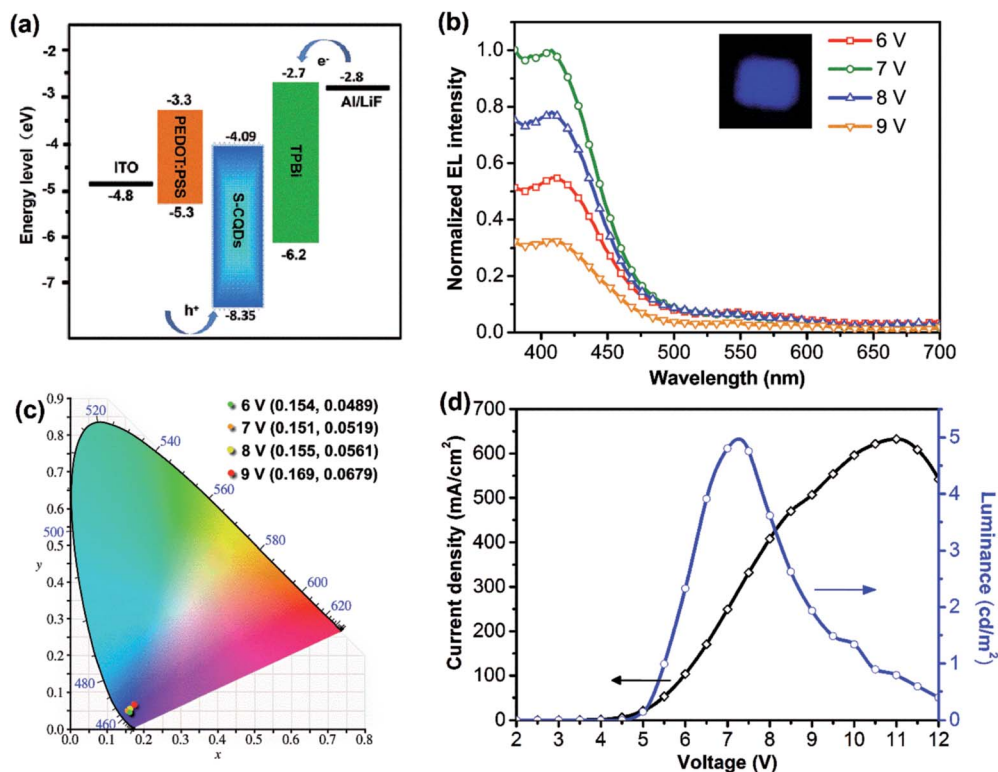 (a)
-2
-3
-4
-5
-6
-7
Energy level (eV)
ITO
-4.8
-3.3
PEDOT:PSS
-5.3
-4.09
S-CQDs
-8.35
h⁺
-2.7
TPBi
-6.2
e⁻
-2.8
Al/LiF
(b)
1.0
0.8
0.6
0.4
0.2
0.0
Normalized EL intensity
6 V
7 V
8 V
9 V
400 450 500 550 600 650 700
Wavelength (nm)
(c)
0.9
0.8
0.7
0.6
0.5
0.4
0.3
0.2
0.1
0.0
y
520
540
560
580
600
620
500
480
460
6 V (0.154, 0.0489)
7 V (0.151, 0.0519)
8 V (0.155, 0.0561)
9 V (0.169, 0.0679)
0.0 0.1 0.2 0.3 0.4 0.5 0.6 0.7 0.8
x
(d)
700
600
500
400
300
200
100
0
Current density (mA/cm²)
5
4
3
2
1
0
Luminance (cd/m²)
2 3 4 5 6 7 8 9 10 11 12
Voltage (V)